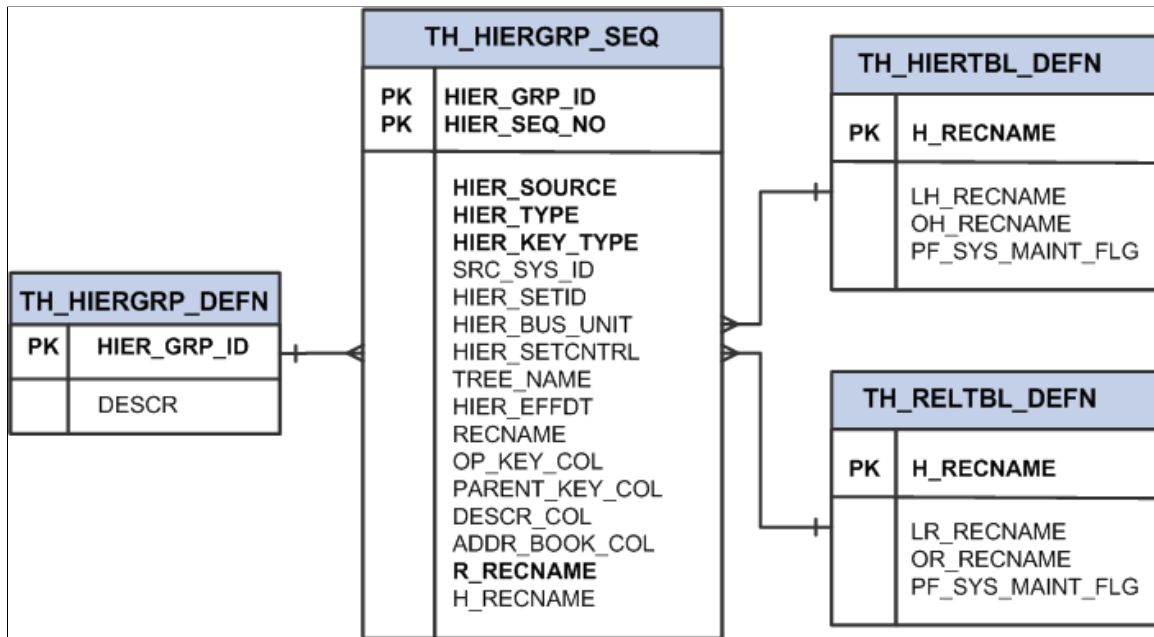 TH_HIERGRP_DEFN
PK HIER_GRP_ID
DESCR
TH_HIERGRP_SEQ
PK HIER_GRP_ID
PK HIER_SEQ_NO
HIER_SOURCE
HIER_TYPE
HIER_KEY_TYPE
SRC_SYS_ID
HIER_SETID
HIER_BUS_UNIT
HIER_SETCNTRL
TREE_NAME
HIER_EFFDT
RECNAME
OP_KEY_COL
PARENT_KEY_COL
DESCR_COL
ADDR_BOOK_COL
R_RECNAME
H_RECNAME
TH_HIERTBL_DEFN
PK H_RECNAME
LH_RECNAME
OH_RECNAME
PF_SYS_MAINT_FLG
TH_RELTBL_DEFN
PK H_RECNAME
LR_RECNAME
OR_RECNAME
PF_SYS_MAINT_FLG